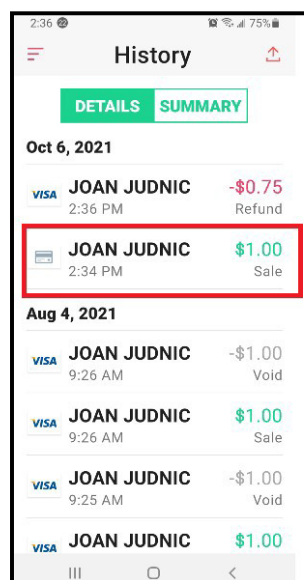 2:36 22 75%
History
DETAILS SUMMARY
Oct 6, 2021
VISA JOAN JUDNIC -$0.75
2:36 PM Refund
JOAN JUDNIC $1.00
2:34 PM Sale
Aug 4, 2021
VISA JOAN JUDNIC -$1.00
9:26 AM Void
VISA JOAN JUDNIC $1.00
9:26 AM Sale
VISA JOAN JUDNIC -$1.00
9:25 AM Void
VISA JOAN JUDNIC $1.00